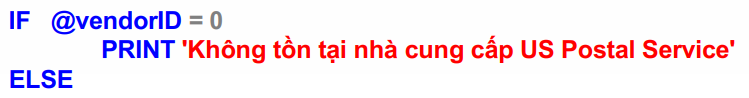 IF @vendorID = 0
PRINT 'Không tồn tại nhà cung cấp US Postal Service'
ELSE